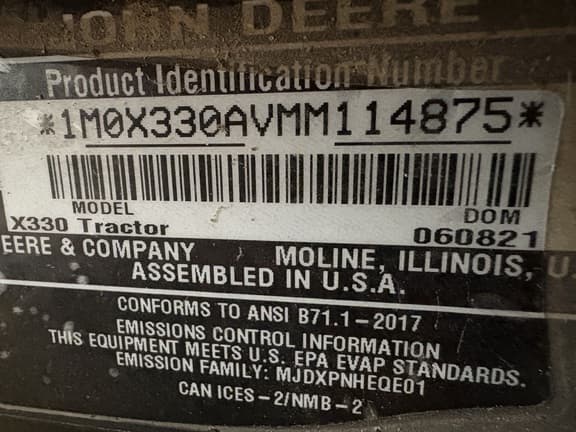 JOHN DEERE
Product Identification Number
*1M0X330AVMM114875*
MODEL DOM
X330 Tractor 060821
EERE & COMPANY MOLINE, ILLINOIS, U.
ASSEMBLED IN U.S.A.
CONFORMS TO ANSI B71.1-2017
EMISSIONS CONTROL INFORMATION
THIS EQUIPMENT MEETS U.S. EPA EVAP STANDARDS.
EMISSION FAMILY: MJDXPNHEQE01
CAN ICES-2/NMB-2